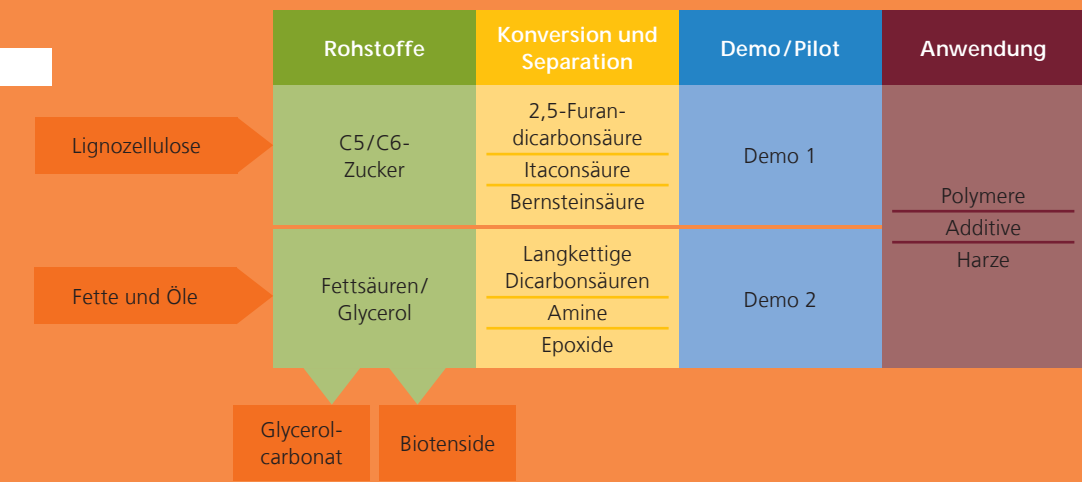 Rohstoffe
Konversion und
Separation
Demo/Pilot
Anwendung
Lignozellulose
C5/C6-
Zucker
2,5-Furan-
dicarbonsäure
Itaconsäure
Bernsteinsäure
Demo 1
Fette und Öle
Fettsäuren/
Glycerol
Langkettige
Dicarbonsäuren
Amine
Epoxide
Demo 2
Polymere
Additive
Harze
Glycerol-
carbonat
Biotenside